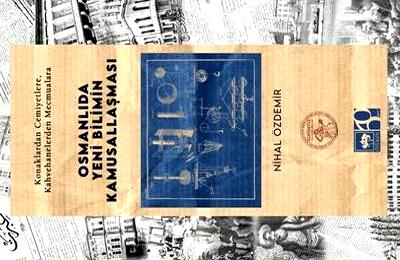 Konaklardan Cemiyetlere,
Kahvehanelerden Mecmualara
OSMANLIDA
YENİ BİLİMİN
KAMUSALLAŞMASI
NİHAL ÖZDEMİR